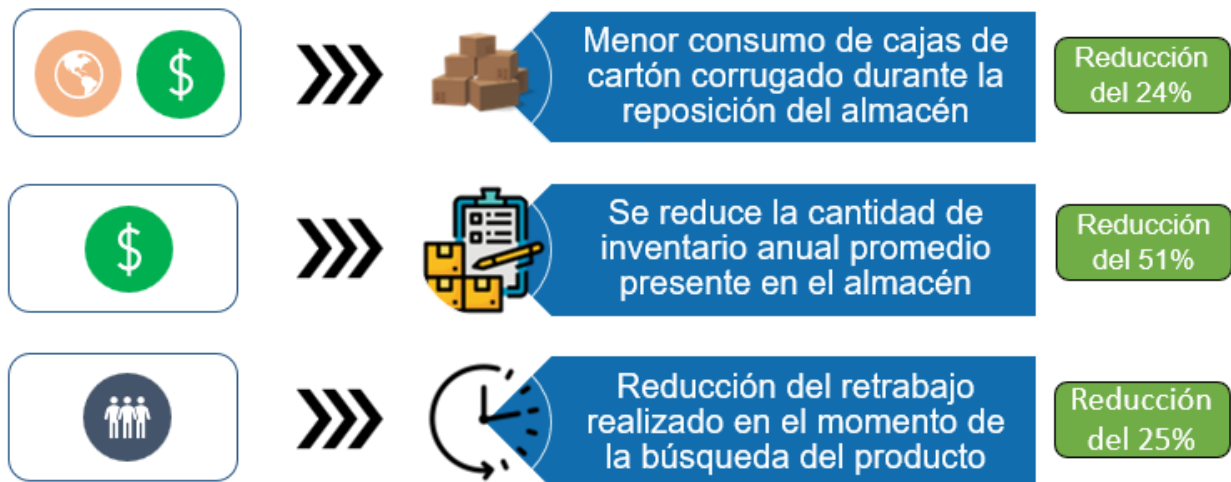 Menor consumo de cajas de
cartón corrugado durante la
reposición del almacén
Reducción
del 24%
Se reduce la cantidad de
inventario anual promedio
presente en el almacén
Reducción
del 51%
Reducción del retrabajo
realizado en el momento de
la búsqueda del producto
Reducción
del 25%